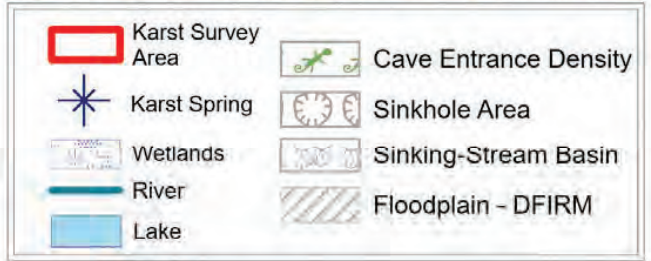 Karst Survey
Area
Karst Spring
Wetlands
River
Lake
Cave Entrance Density
Sinkhole Area
Sinking-Stream Basin
Floodplain - DFIRM